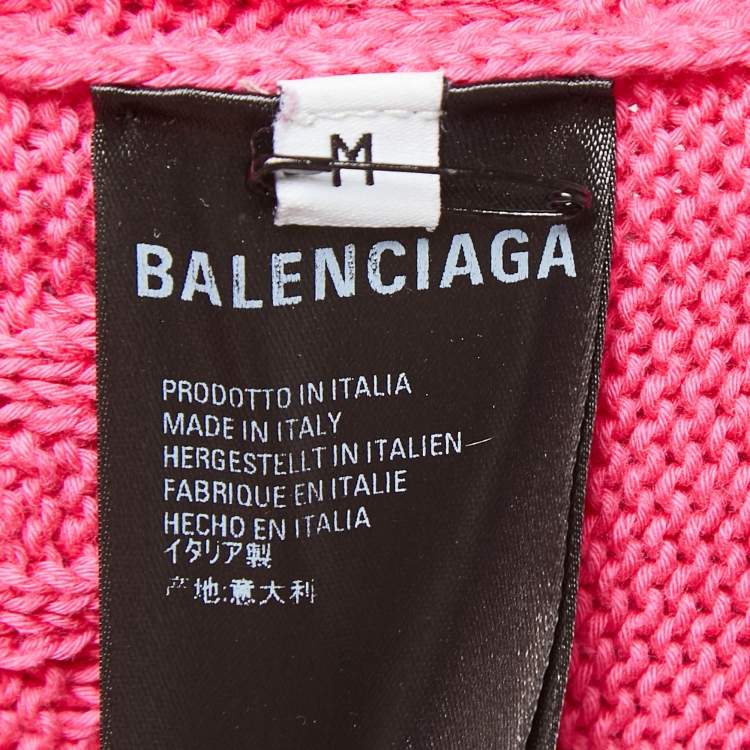 M
BALENCIAGA
PRODOTTO IN ITALIA
MADE IN ITALY
HERGESTELLT IN ITALIEN
FABRIQUE EN ITALIE
HECHO EN ITALIA
イタリア製
产地:意大利